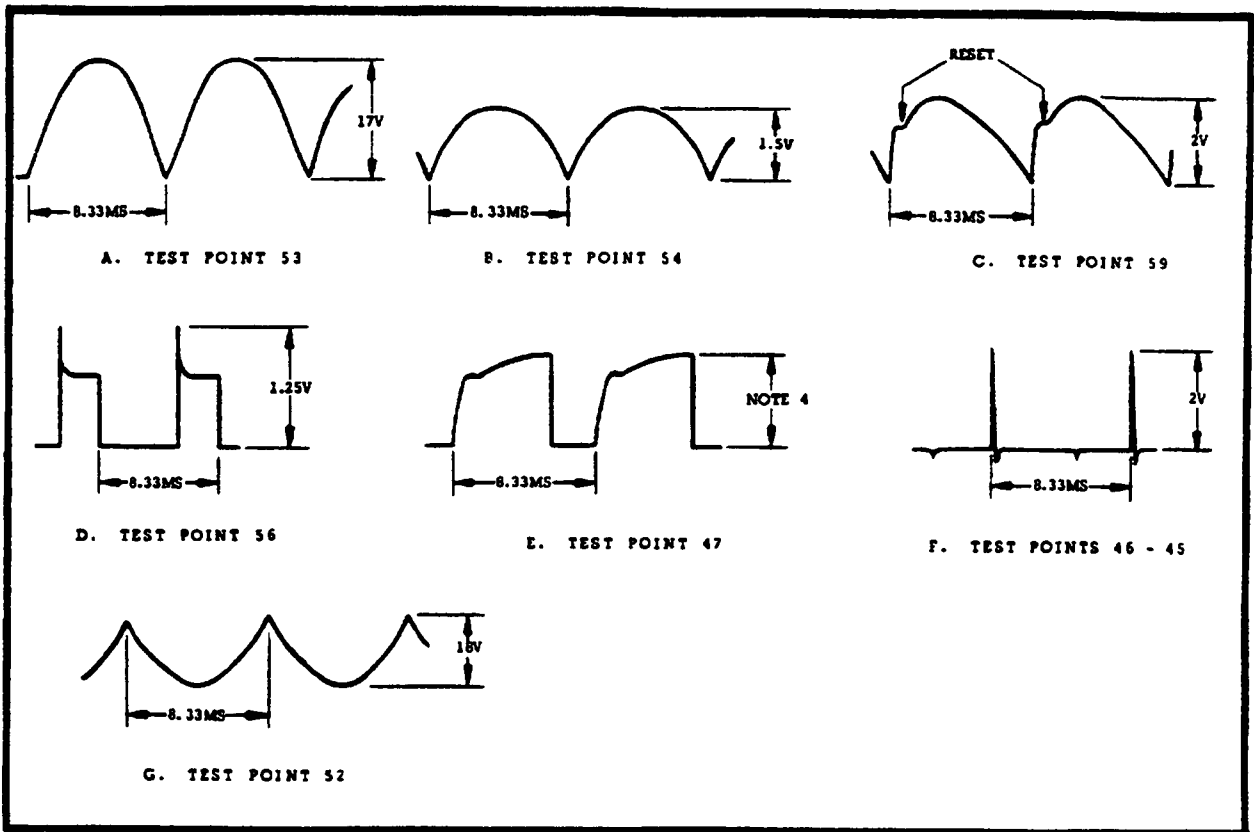 RESET
17V
1.5V
2V
8.33MS
8.33MS
8.33MS
A. TEST POINT 53
B. TEST POINT 54
C. TEST POINT 59
1.25V
NOTE 4
2V
8.33MS
8.33MS
8.33MS
D. TEST POINT 56
E. TEST POINT 47
F. TEST POINTS 46 - 45
18V
8.33MS
G. TEST POINT 52